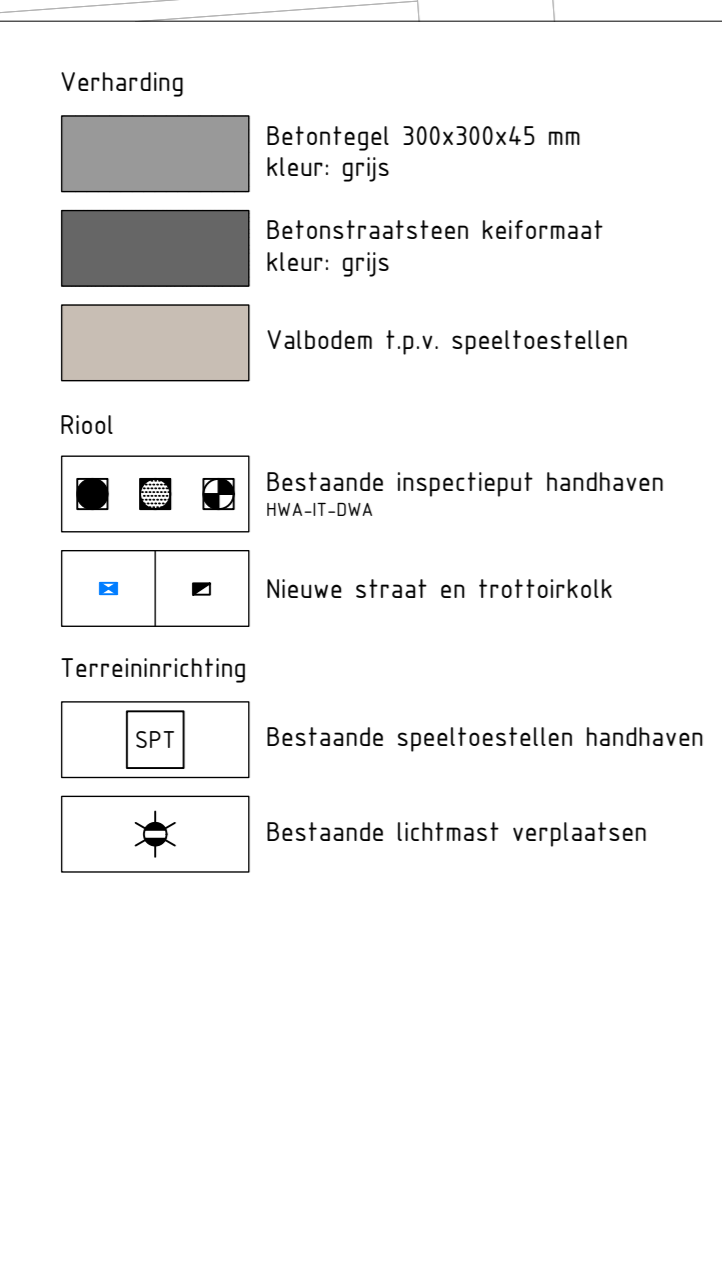 Verharding
Betontegel 300x300x45 mm
kleur: grijs
Betonstraatsteen keiformaat
kleur: grijs
Valbodem t.p.v. speeltoestellen
Riool
Bestaande inspectieput handhaven
HWA-IT-DWA
Nieuwe straat en trottoirkolk
Terreininrichting
SPT
Bestaande speeltoestellen handhaven
Bestaande lichtmast verplaatsen